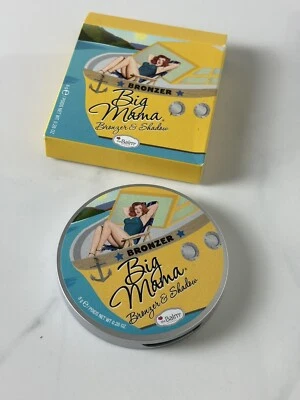 BRONZER
Big
Mama
Bronzer & Shadow
theBalm
BRONZER
Big
Mama
Bronzer & Shadow
theBalm